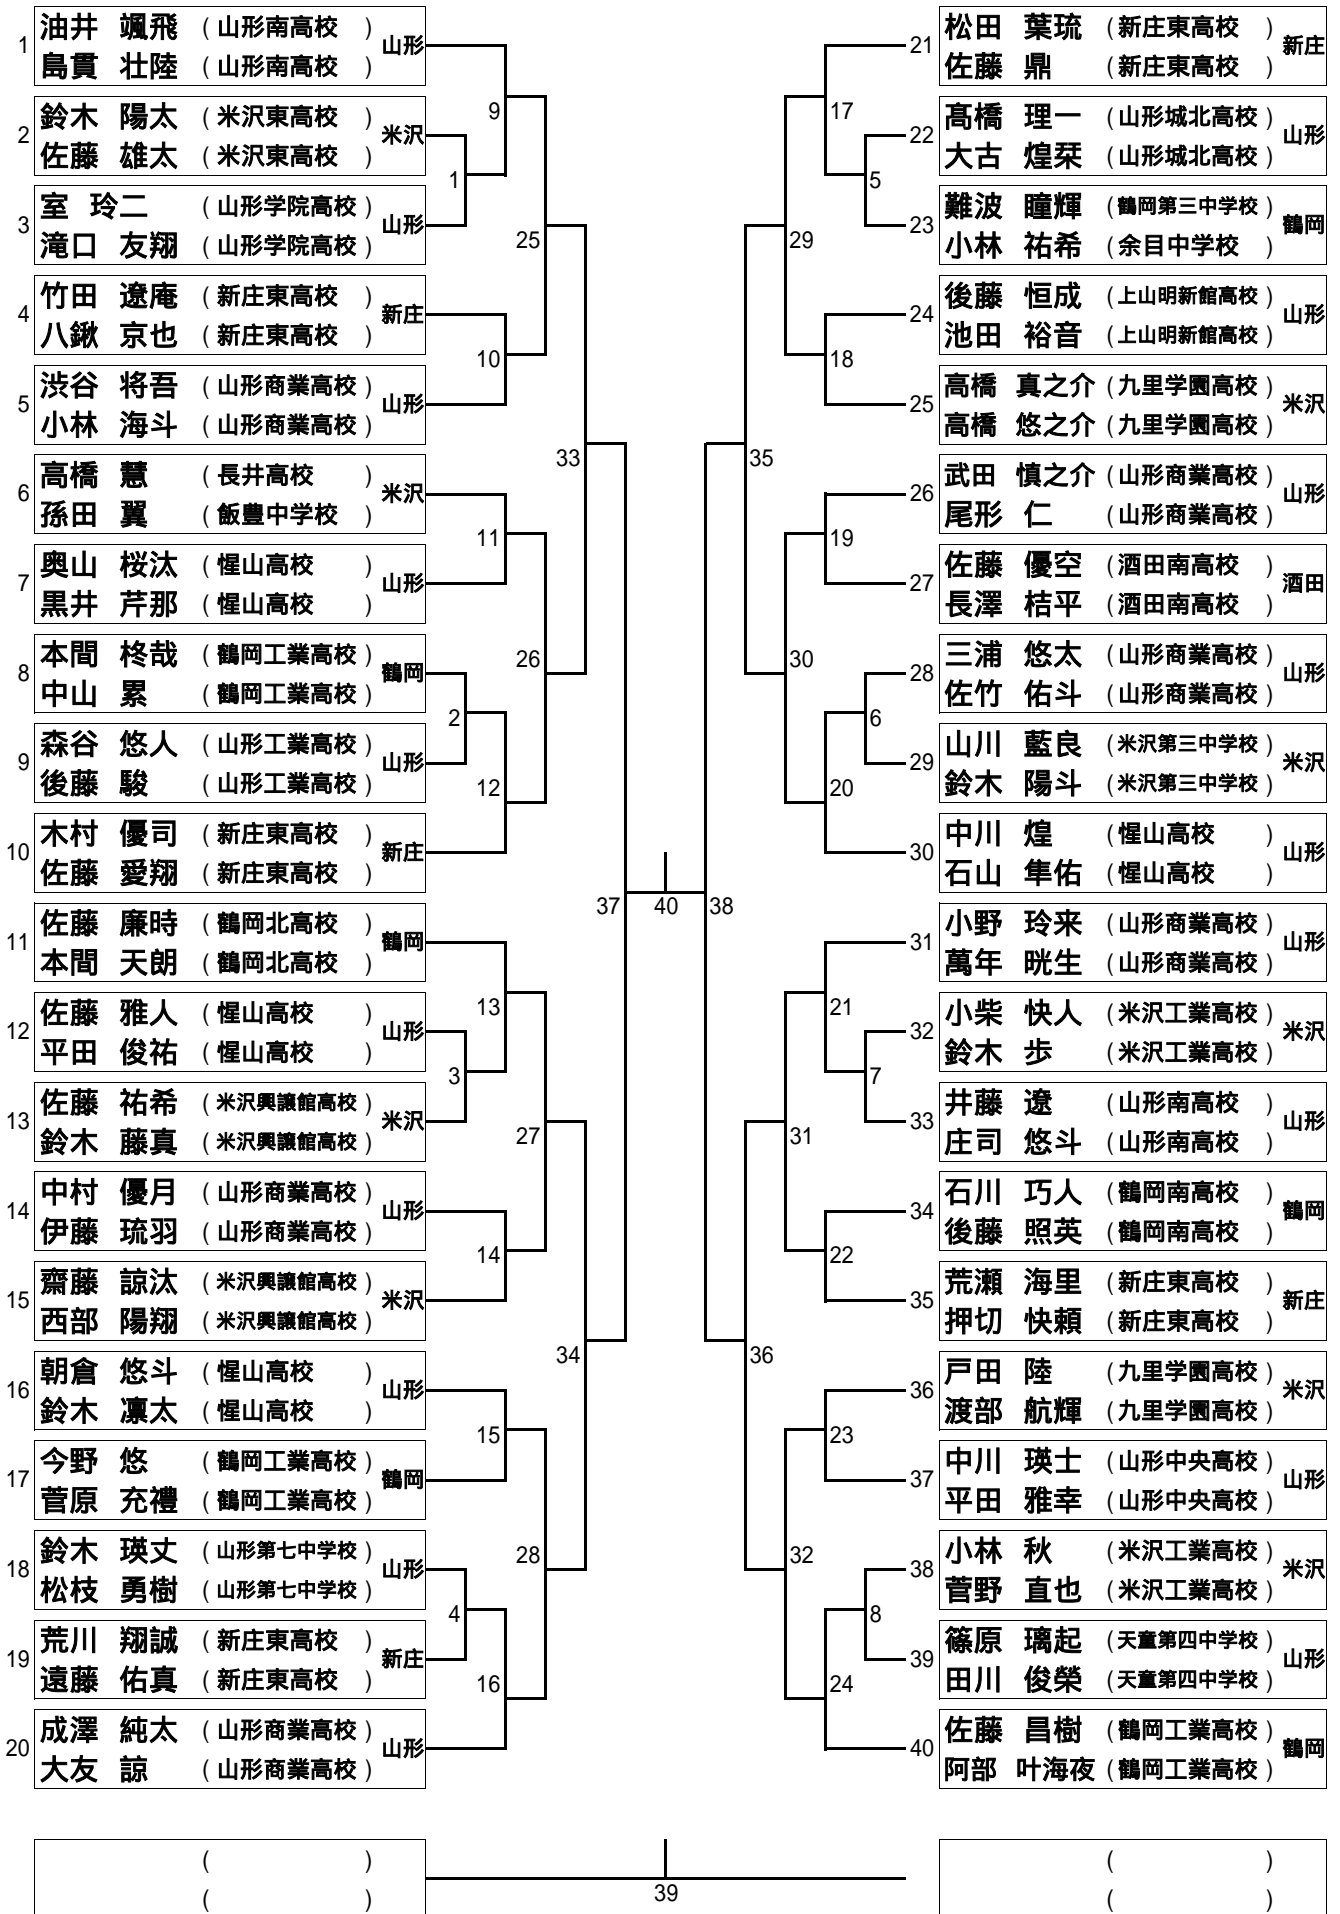 1 油井 颯飛 ( 山形南高校 ) 山形
島貫 壮陸 ( 山形南高校 )
2 鈴木 陽太 ( 米沢東高校 ) 米沢
佐藤 雄太 ( 米沢東高校 )
3 室 玲二 ( 山形学院高校 ) 山形
滝口 友翔 ( 山形学院高校 )
4 竹田 遼庵 ( 新庄東高校 ) 新庄
八鍬 京也 ( 新庄東高校 )
5 渋谷 将吾 ( 山形商業高校 ) 山形
小林 海斗 ( 山形商業高校 )
6 高橋 慧 ( 長井高校 ) 米沢
孫田 翼 ( 飯豊中学校 )
7 奥山 桜汰 ( 惺山高校 ) 山形
黒井 芹那 ( 惺山高校 )
8 本間 柊哉 ( 鶴岡工業高校 ) 鶴岡
中山 累 ( 鶴岡工業高校 )
9 森谷 悠人 ( 山形工業高校 ) 山形
後藤 駿 ( 山形工業高校 )
10 木村 優司 ( 新庄東高校 ) 新庄
佐藤 愛翔 ( 新庄東高校 )
11 佐藤 廉時 ( 鶴岡北高校 ) 鶴岡
本間 天朗 ( 鶴岡北高校 )
12 佐藤 雅人 ( 惺山高校 ) 山形
平田 俊祐 ( 惺山高校 )
13 佐藤 祐希 ( 米沢興譲館高校 ) 米沢
鈴木 藤真 ( 米沢興譲館高校 )
14 中村 優月 ( 山形商業高校 ) 山形
伊藤 琉羽 ( 山形商業高校 )
15 齋藤 諒汰 ( 米沢興譲館高校 ) 米沢
西部 陽翔 ( 米沢興譲館高校 )
16 朝倉 悠斗 ( 惺山高校 ) 山形
鈴木 凛太 ( 惺山高校 )
17 今野 悠 ( 鶴岡工業高校 ) 鶴岡
菅原 充禮 ( 鶴岡工業高校 )
18 鈴木 瑛丈 ( 山形第七中学校 ) 山形
松枝 勇樹 ( 山形第七中学校 )
19 荒川 翔誠 ( 新庄東高校 ) 新庄
遠藤 佑真 ( 新庄東高校 )
20 成澤 純太 ( 山形商業高校 ) 山形
大友 諒 ( 山形商業高校 )
1
2
3
4
9
10
11
12
13
14
15
16
25
26
27
28
33
34
37
40
38
35
36
29
30
31
32
17
18
19
20
21
22
23
24
5
6
7
8
21 松田 葉琉 ( 新庄東高校 ) 新庄
佐藤 鼎 ( 新庄東高校 )
22 髙橋 理一 ( 山形城北高校 ) 山形
大古 煌栞 ( 山形城北高校 )
23 難波 瞳輝 ( 鶴岡第三中学校 ) 鶴岡
小林 祐希 ( 余目中学校 )
24 後藤 恒成 ( 上山明新館高校 ) 山形
池田 裕音 ( 上山明新館高校 )
25 高橋 真之介 ( 九里学園高校 ) 米沢
高橋 悠之介 ( 九里学園高校 )
26 武田 慎之介 ( 山形商業高校 ) 山形
尾形 仁 ( 山形商業高校 )
27 佐藤 優空 ( 酒田南高校 ) 酒田
長澤 桔平 ( 酒田南高校 )
28 三浦 悠太 ( 山形商業高校 ) 山形
佐竹 佑斗 ( 山形商業高校 )
29 山川 藍良 ( 米沢第三中学校 ) 米沢
鈴木 陽斗 ( 米沢第三中学校 )
30 中川 煌 ( 惺山高校 ) 山形
石山 隼佑 ( 惺山高校 )
31 小野 玲来 ( 山形商業高校 ) 山形
萬年 晄生 ( 山形商業高校 )
32 小柴 快人 ( 米沢工業高校 ) 米沢
鈴木 歩 ( 米沢工業高校 )
33 井藤 遼 ( 山形南高校 ) 山形
庄司 悠斗 ( 山形南高校 )
34 石川 巧人 ( 鶴岡南高校 ) 鶴岡
後藤 照英 ( 鶴岡南高校 )
35 荒瀬 海里 ( 新庄東高校 ) 新庄
押切 快頼 ( 新庄東高校 )
36 戸田 陸 ( 九里学園高校 ) 米沢
渡部 航輝 ( 九里学園高校 )
37 中川 瑛士 ( 山形中央高校 ) 山形
平田 雅幸 ( 山形中央高校 )
38 小林 秋 ( 米沢工業高校 ) 米沢
菅野 直也 ( 米沢工業高校 )
39 篠原 璃起 ( 天童第四中学校 ) 山形
田川 俊榮 ( 天童第四中学校 )
40 佐藤 昌樹 ( 鶴岡工業高校 ) 鶴岡
阿部 叶海夜 ( 鶴岡工業高校 )
( ) ( )
( ) 39 ( )